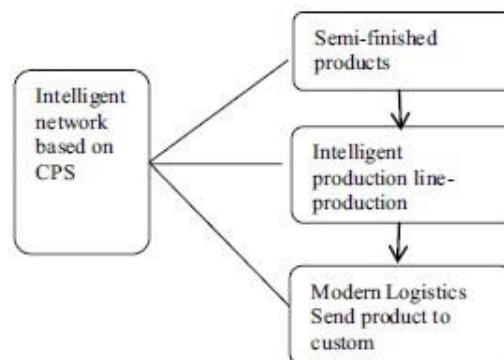 Semi-finished
products
Intelligent
network
based on
CPS
Intelligent
production line-
production
Modern Logistics
Send product to
custom